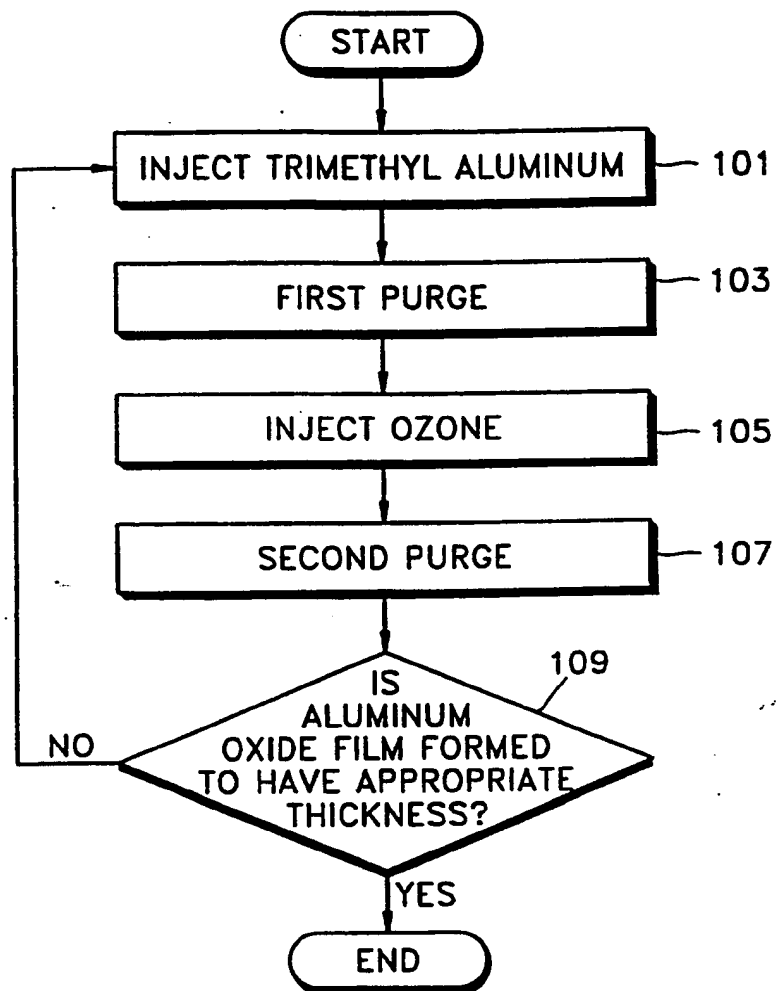 START
INJECT TRIMETHYL ALUMINUM
101
FIRST PURGE
103
INJECT OZONE
105
SECOND PURGE
107
109
IS
ALUMINUM
OXIDE FILM FORMED
TO HAVE APPROPRIATE
THICKNESS?
NO
YES
END